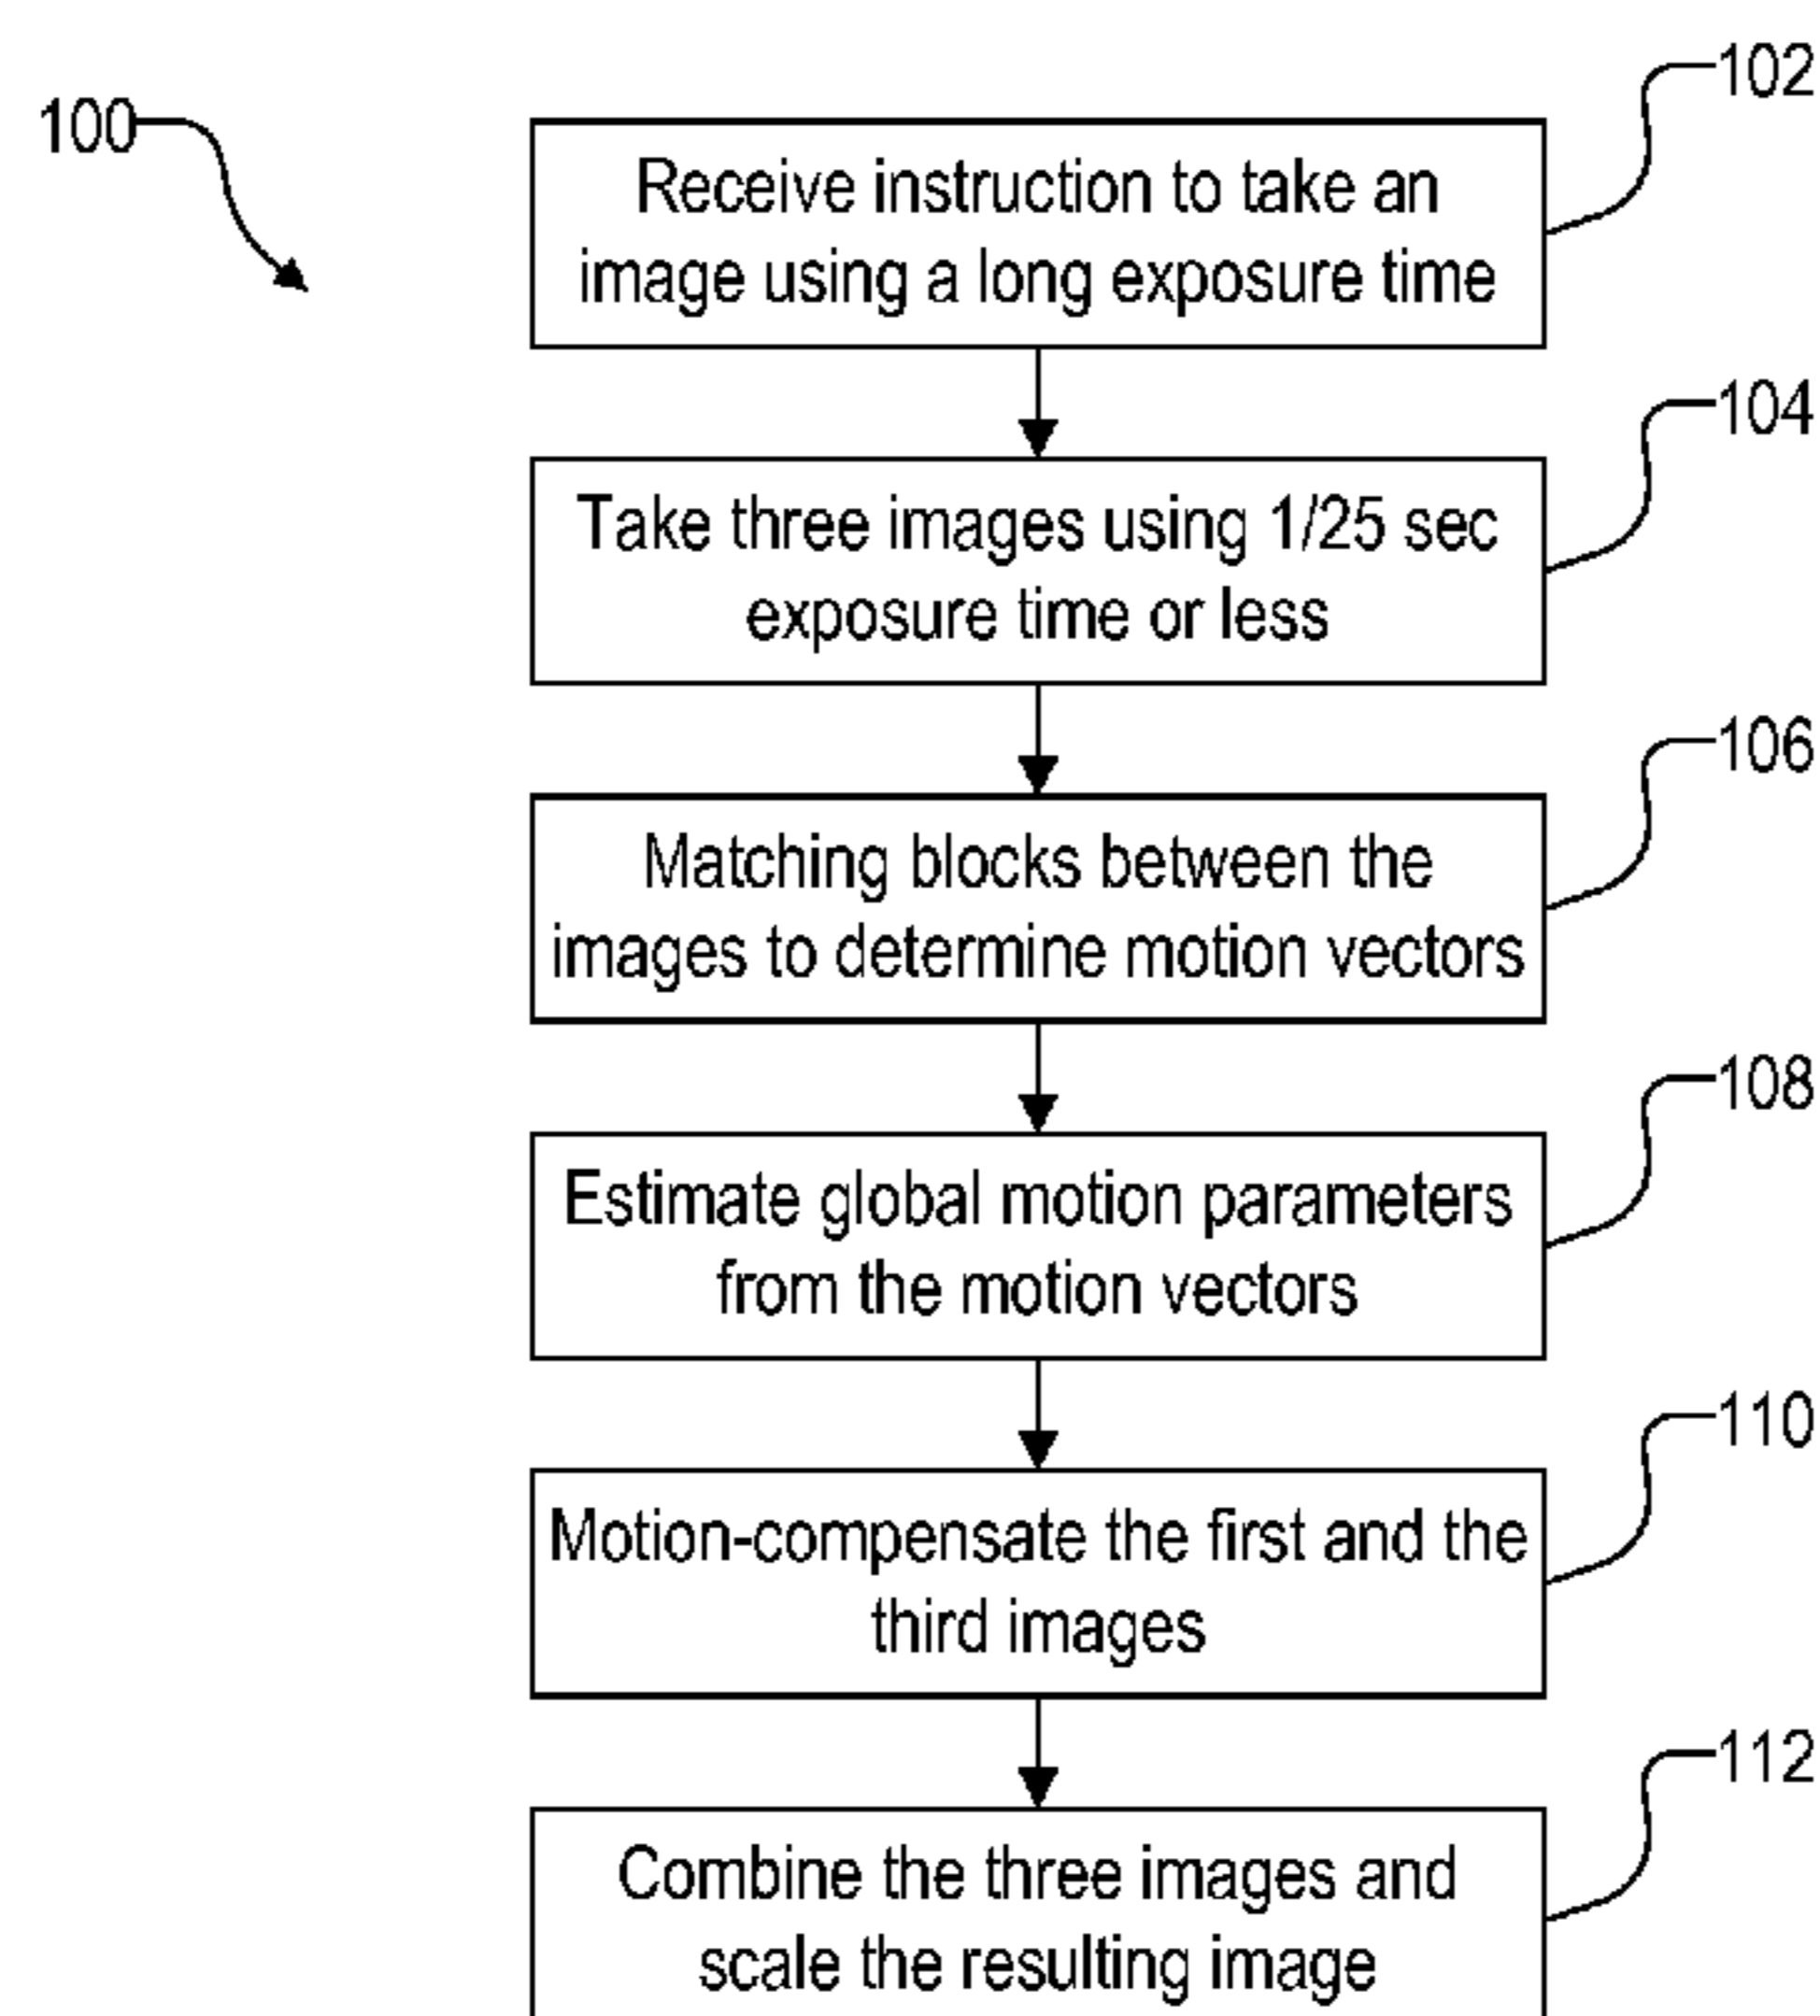 100
102
Receive instruction to take an
image using a long exposure time
104
Take three images using 1/25 sec
exposure time or less
106
Matching blocks between the
images to determine motion vectors
108
Estimate global motion parameters
from the motion vectors
110
Motion-compensate the first and the
third images
112
Combine the three images and
scale the resulting image